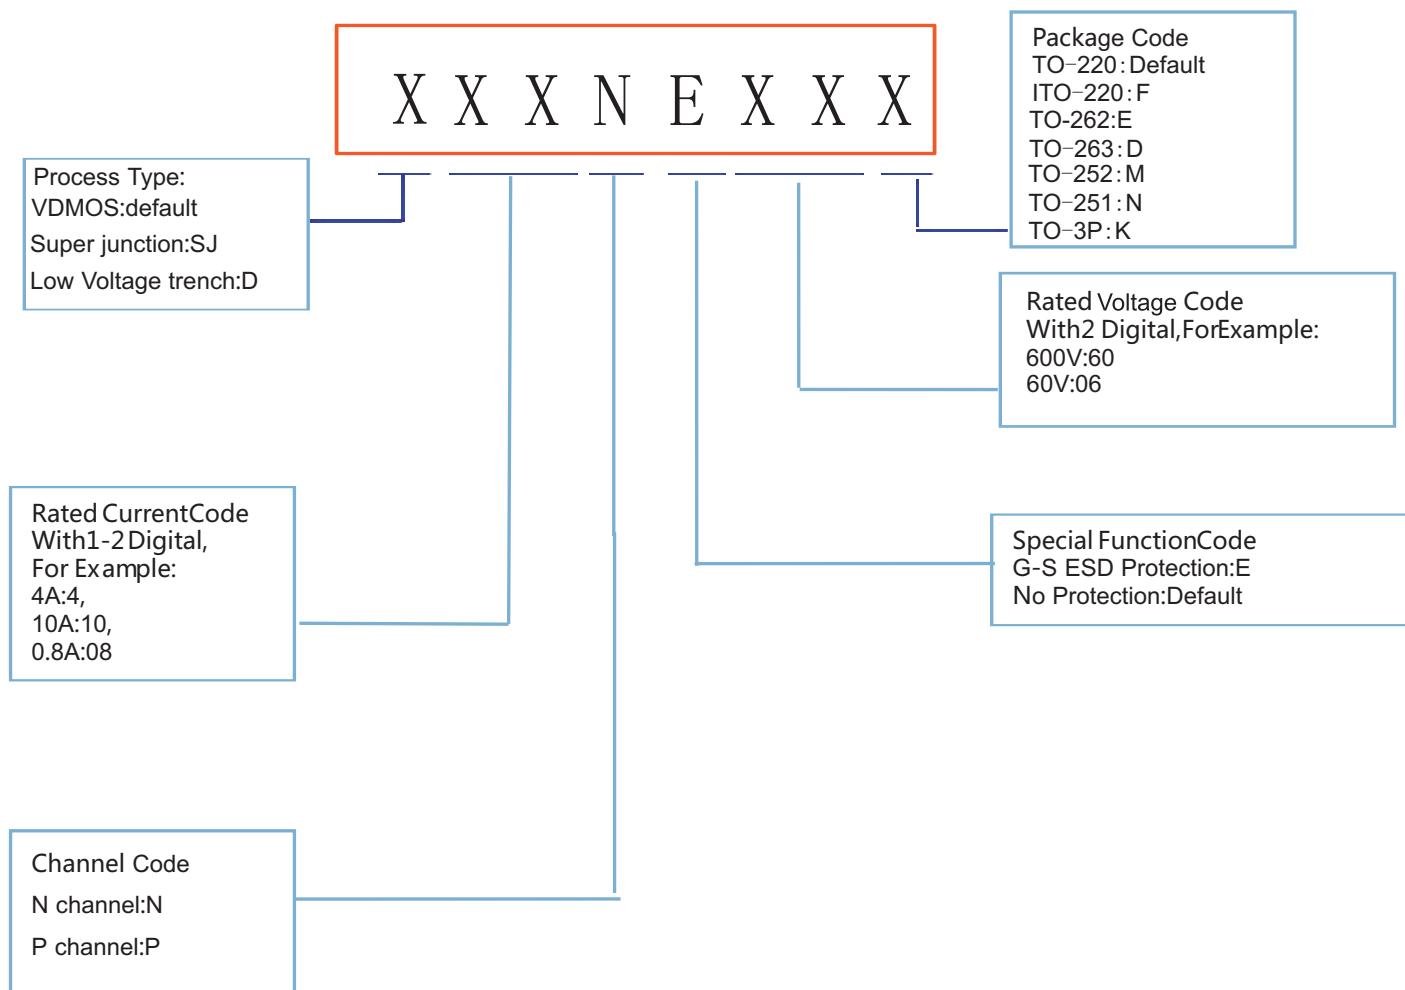 X X X N E X X X
Package Code
TO-220:Default
ITO-220:F
TO-262:E
TO-263:D
TO-252:M
TO-251:N
TO-3P:K
Process Type:
VDMOS:default
Super junction:SJ
Low Voltage trench:D
Rated Voltage Code
With2 Digital,ForExample:
600V:60
60V:06
Rated CurrentCode
With1-2Digital,
For Example:
4A:4,
10A:10,
0.8A:08
Special FunctionCode
G-S ESD Protection:E
No Protection:Default
Channel Code
N channel:N
P channel:P